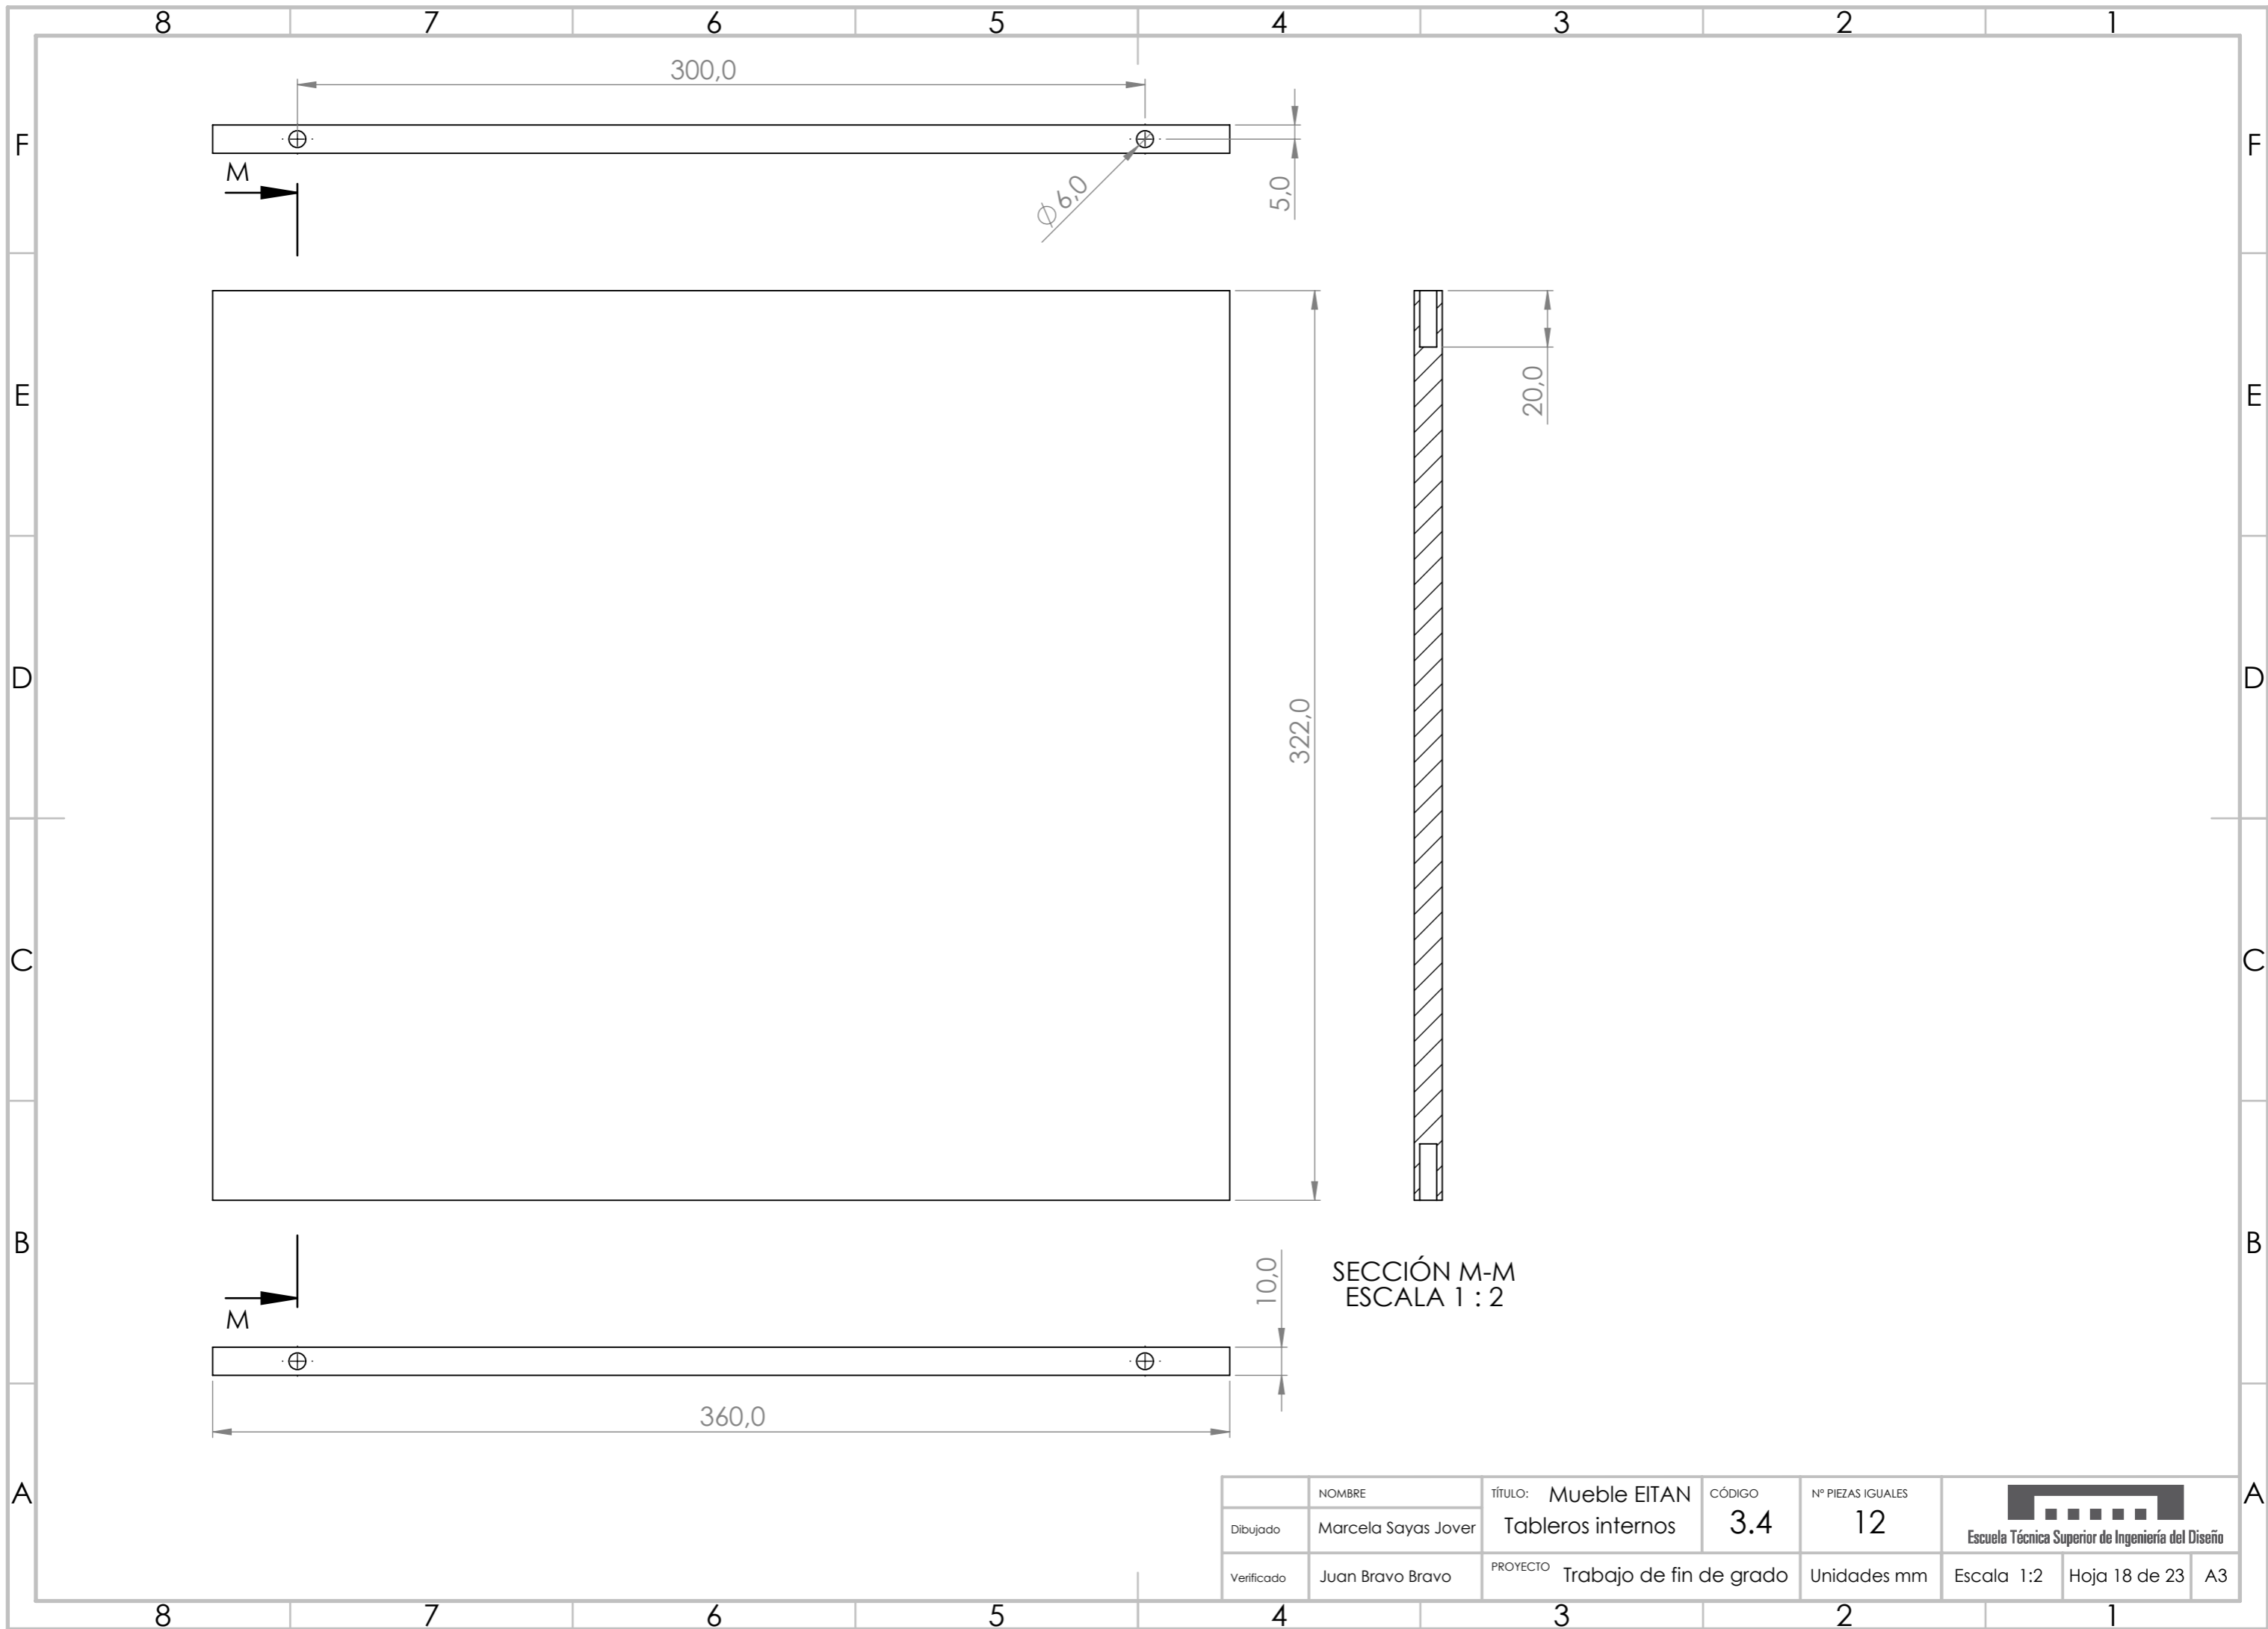 8 7 6 5 4 3 2 1
300,0
F F
M
Ø6,0
5,0
E E
20,0
D D
322,0
C C
B B
10,0
SECCIÓN M-M
ESCALA 1 : 2
M
360,0
A A
NOMBRE
TÍTULO: Mueble EITAN
Tableros internos
CÓDIGO
3.4
Nº PIEZAS IGUALES
12
Escuela Técnica Superior de Ingeniería del Diseño
Dibujado Marcela Sayas Jover
Verificado Juan Bravo Bravo
PROYECTO Trabajo de fin de grado
Unidades mm
Escala 1:2
Hoja 18 de 23
A3
8 7 6 5 4 3 2 1